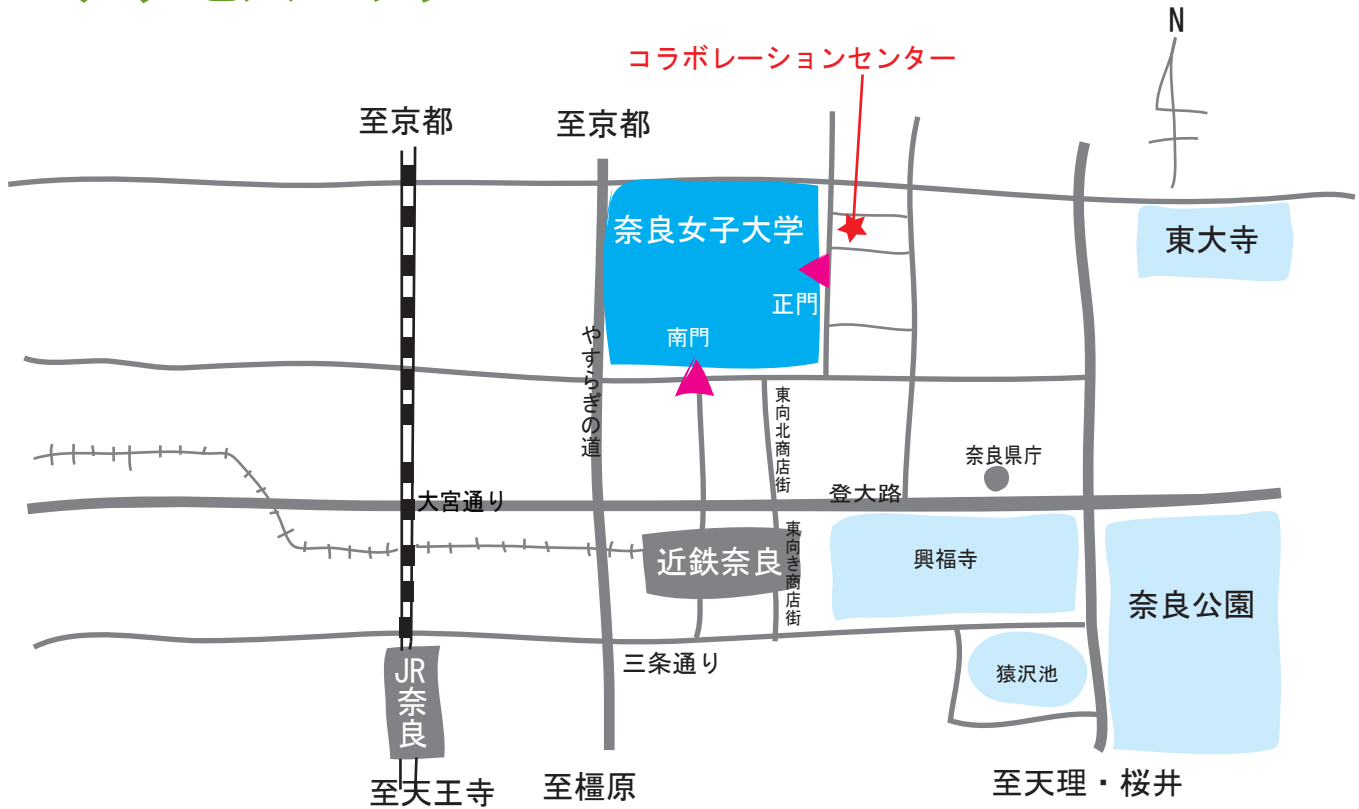 N
コラボレーションセンター
至京都
至京都
奈良女子大学
東大寺
正門
南門
やすらぎの道
東向北商店街
奈良県庁
登大路
大宮通り
東向き商店街
近鉄奈良
興福寺
奈良公園
三条通り
猿沢池
JR奈良
至天王寺
至橿原
至天理・桜井